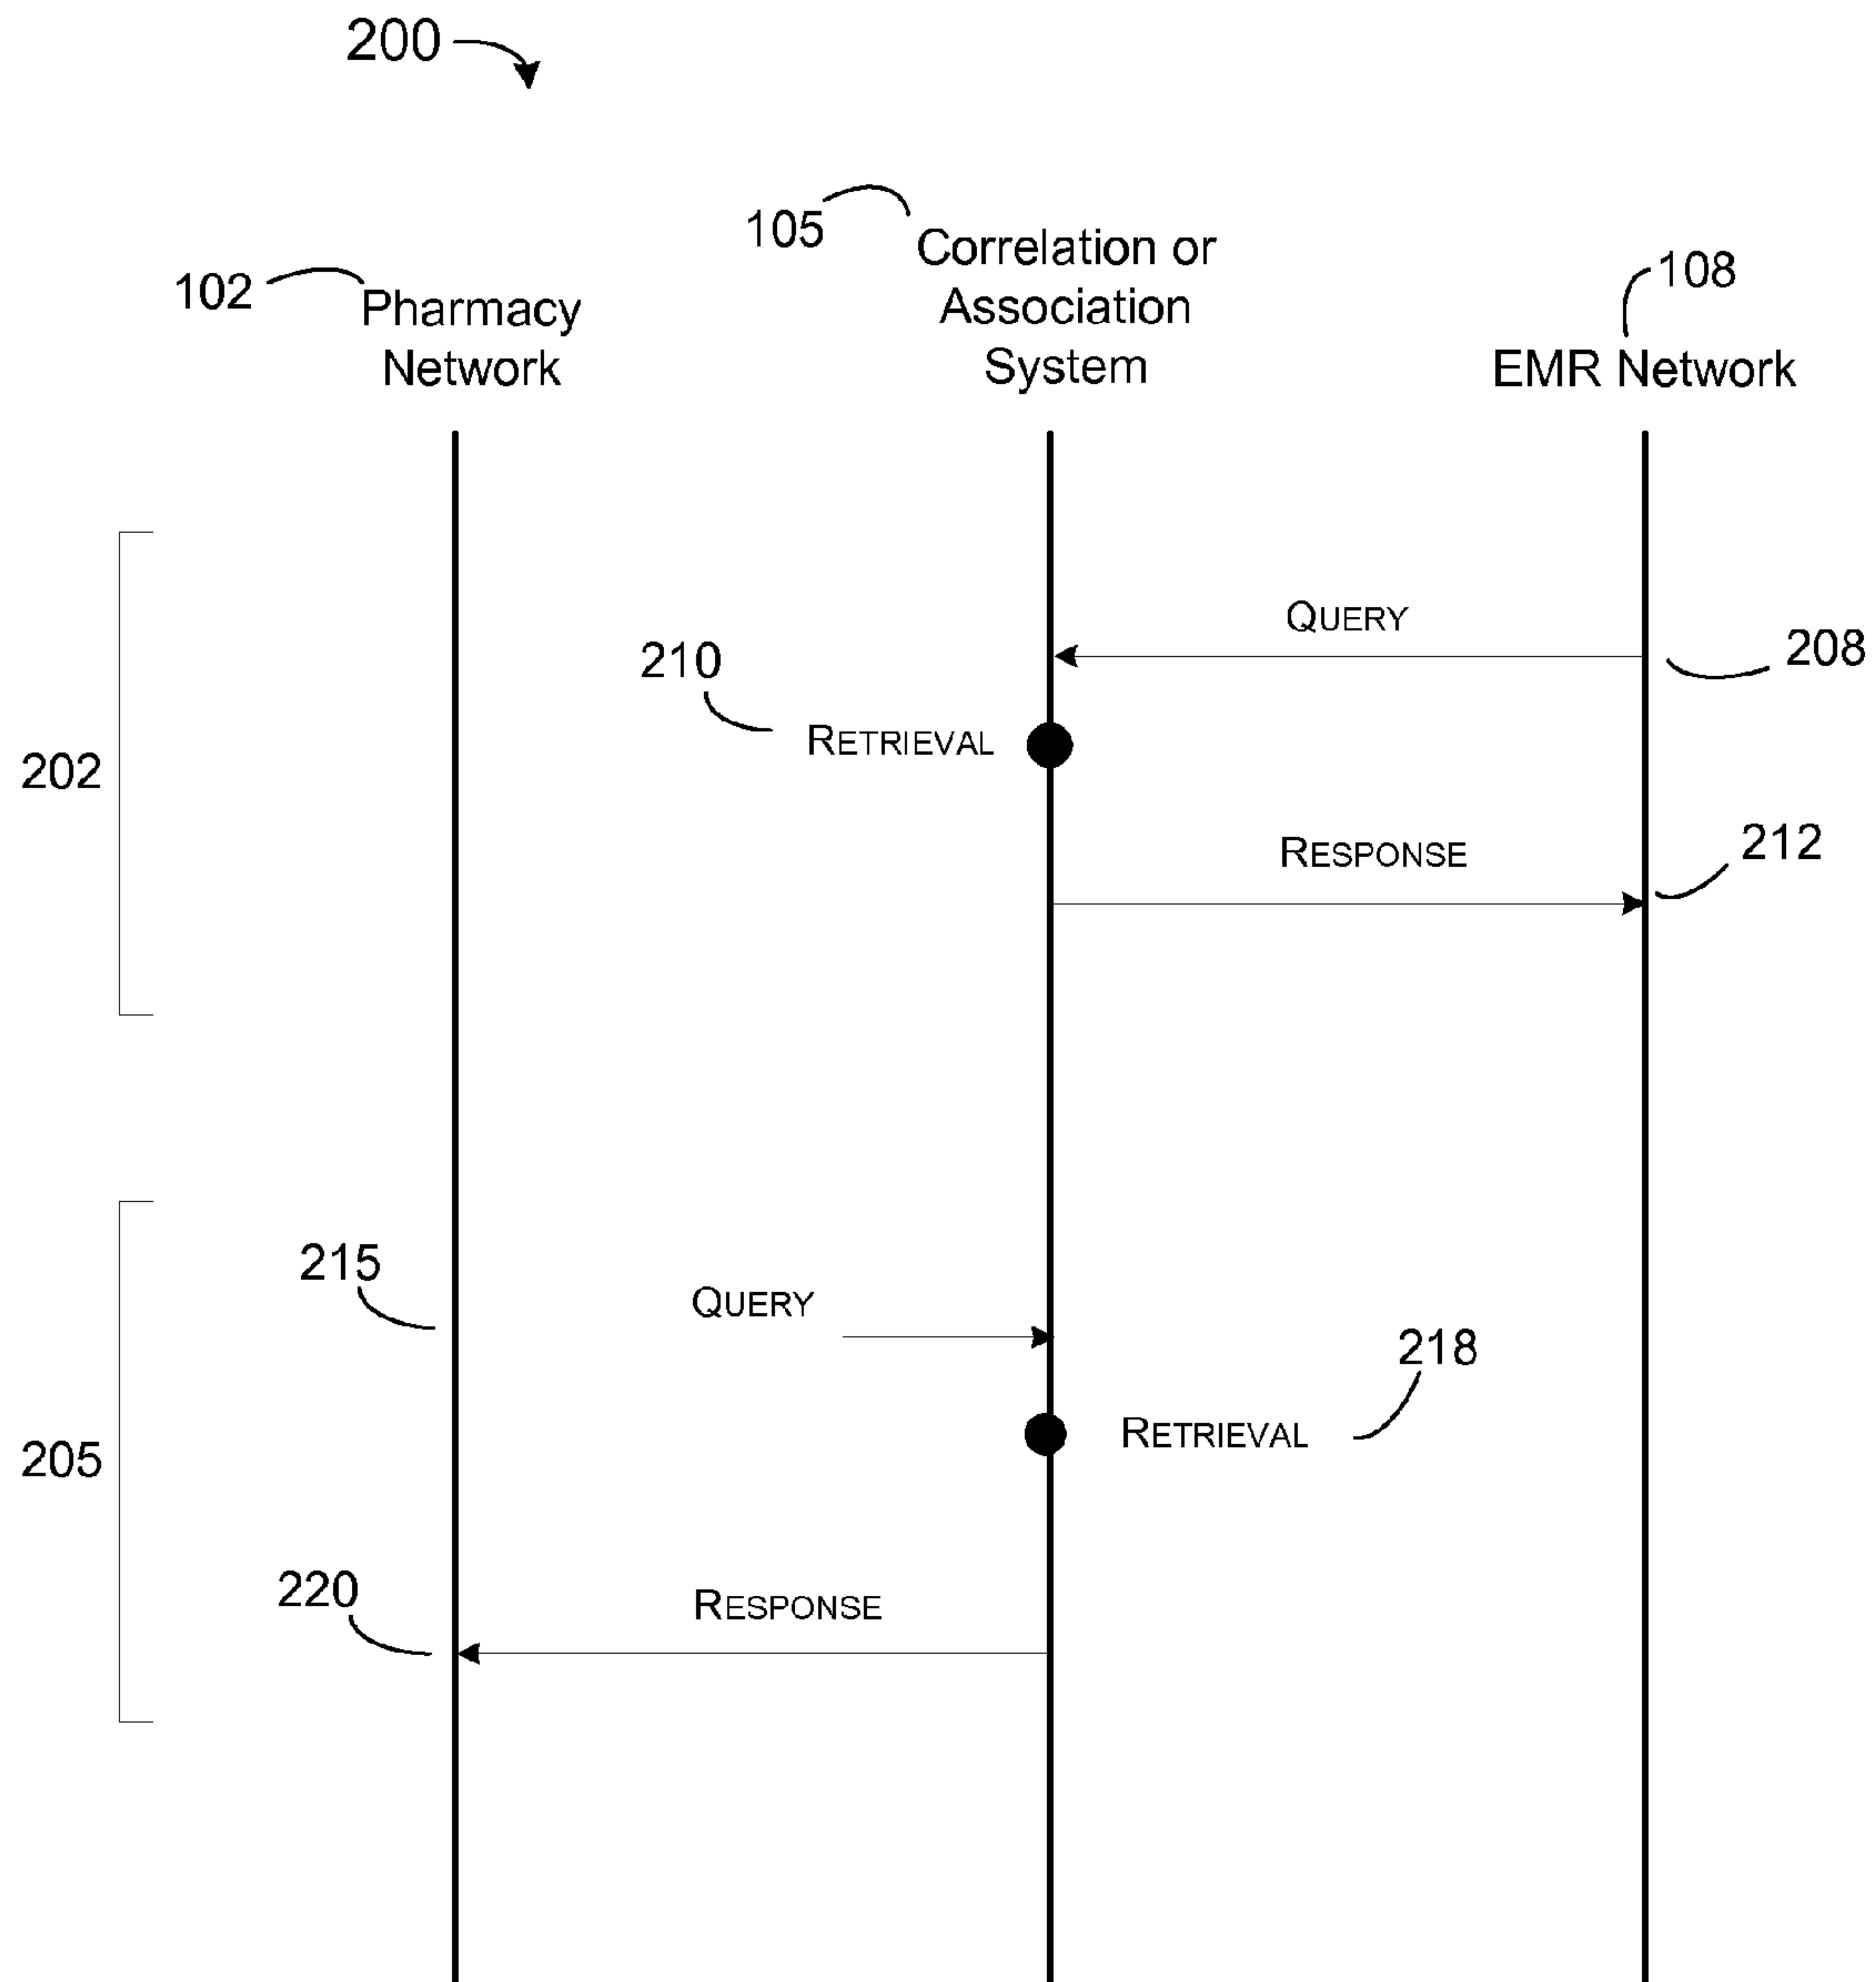 200
105
Correlation or
Association
System
102
Pharmacy
Network
108
EMR Network
QUERY
208
210
RETRIEVAL
202
RESPONSE
212
215
QUERY
218
RETRIEVAL
205
220
RESPONSE